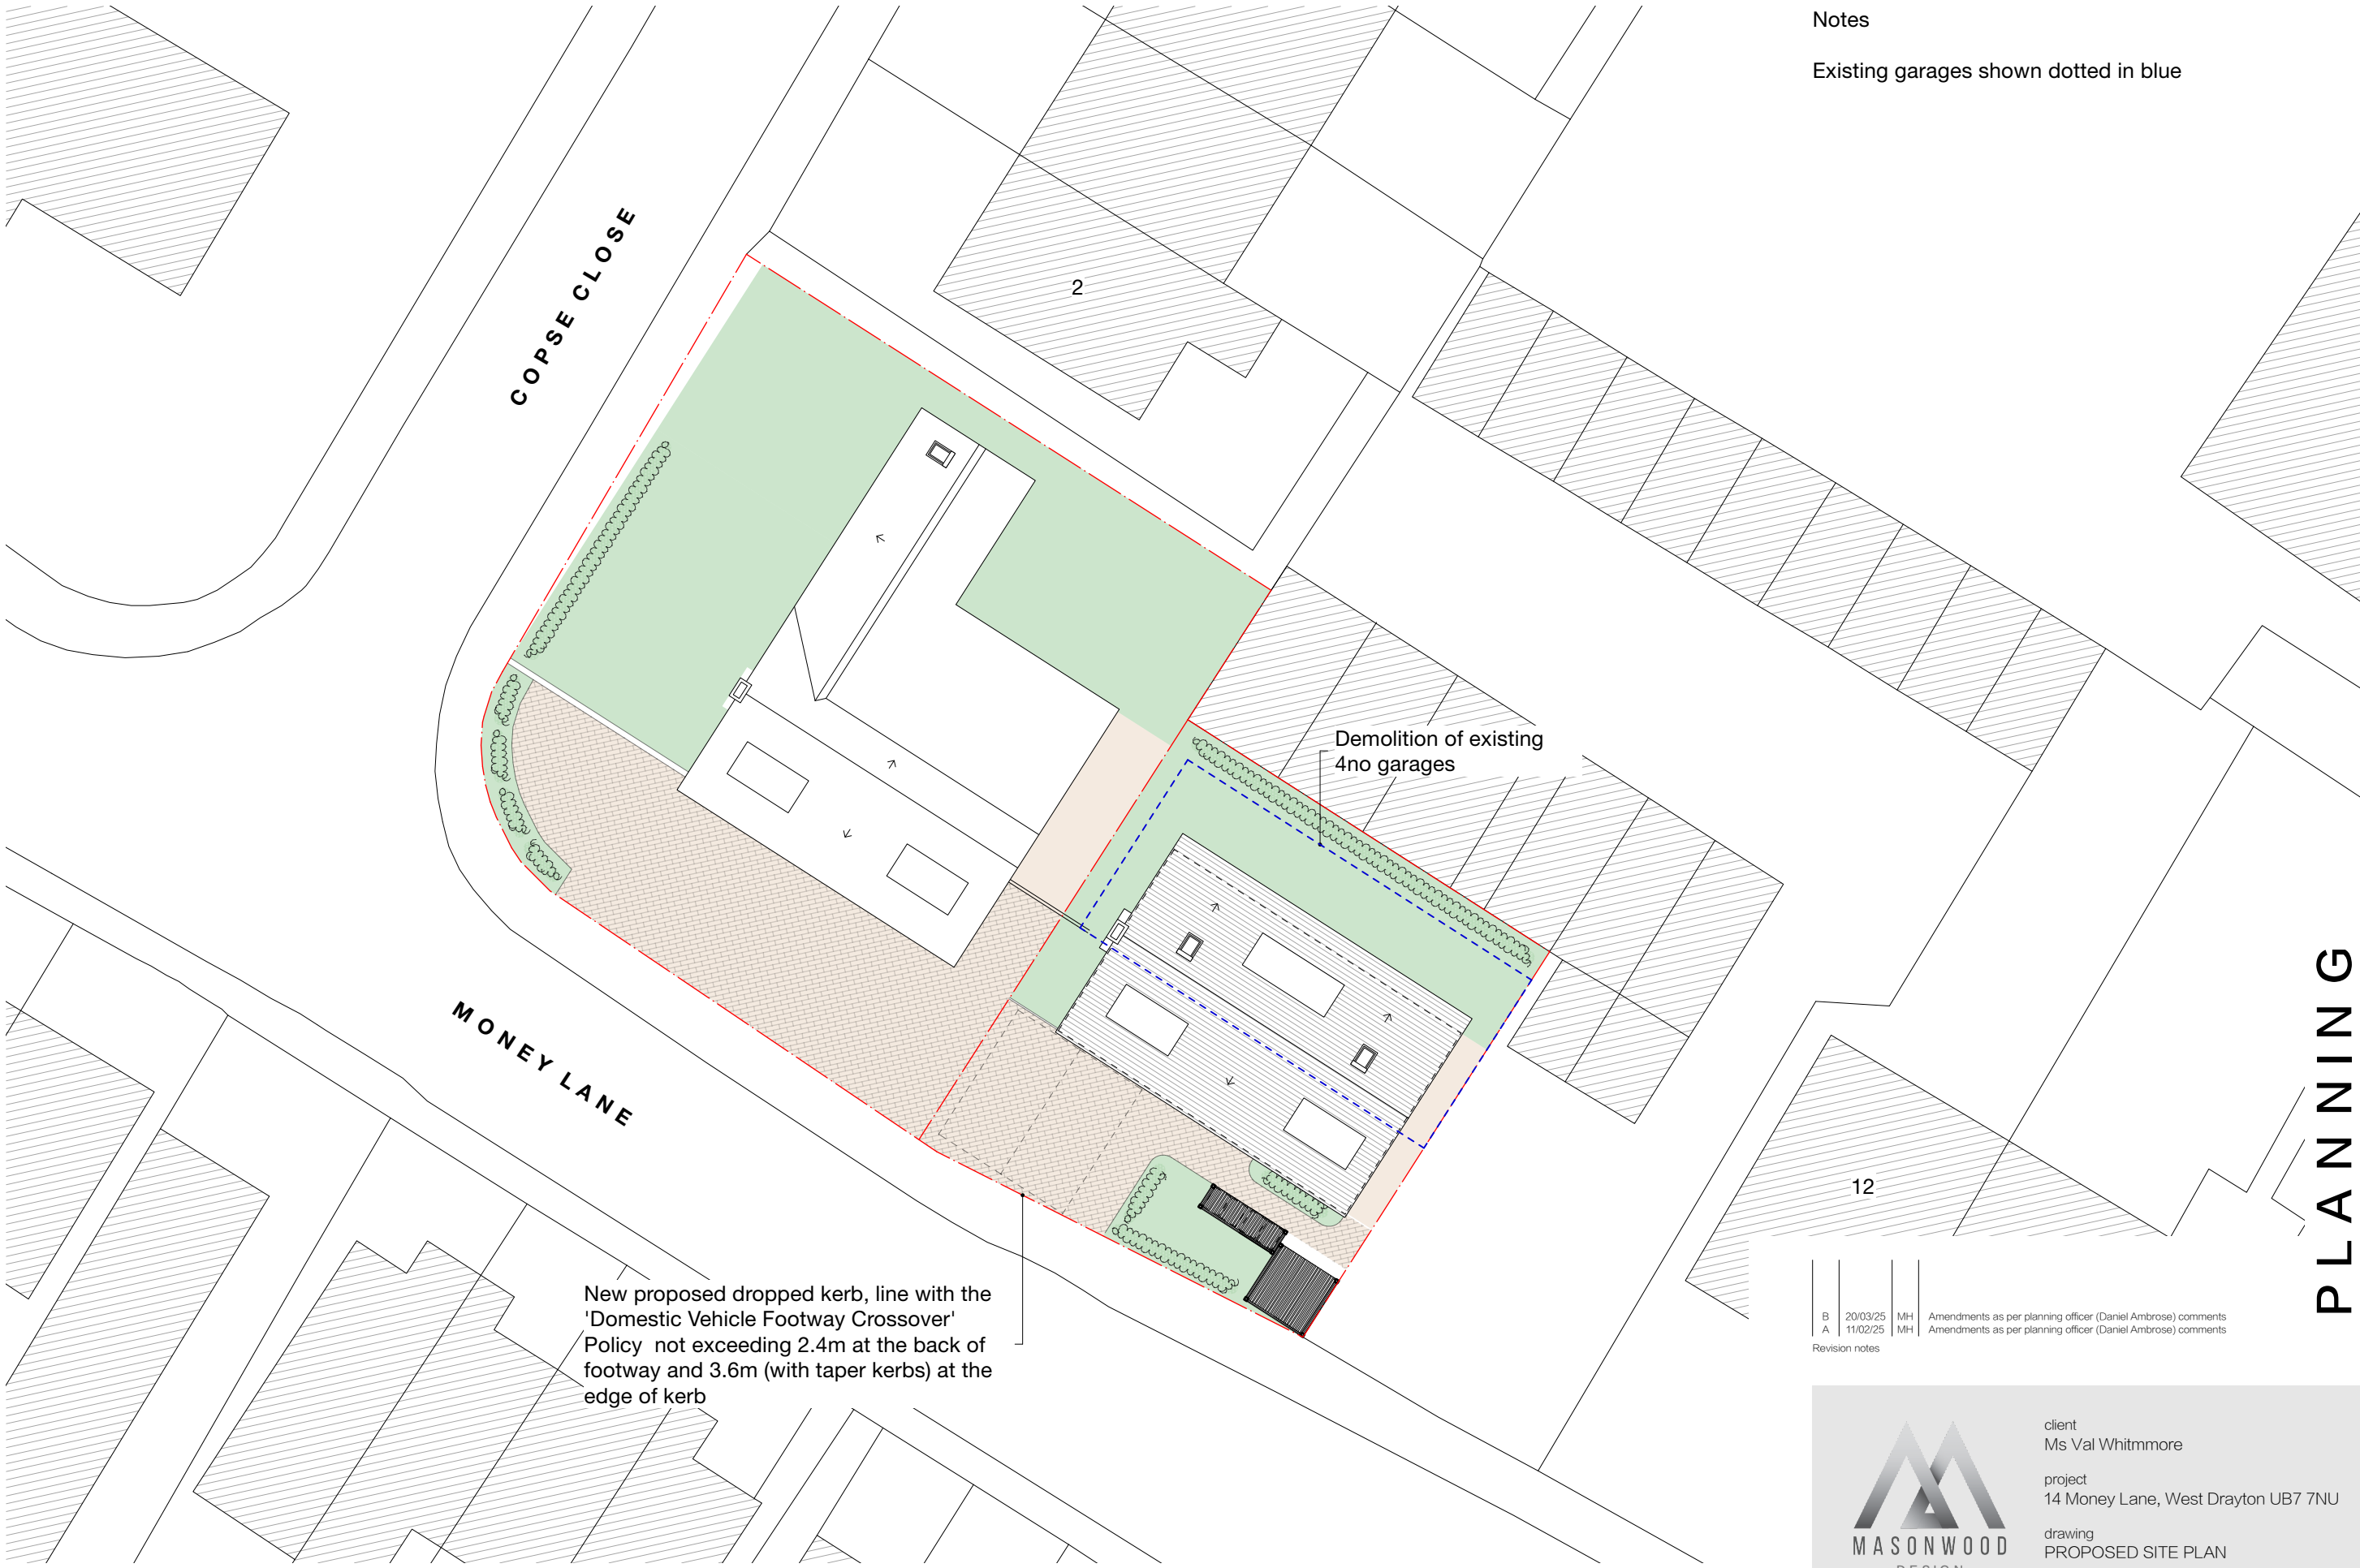 Notes
Existing garages shown dotted in blue
COPSE CLOSE
2
Demolition of existing
4no garages
MONEY LANE
12
PLANNING
New proposed dropped kerb, line with the
'Domestic Vehicle Footway Crossover'
Policy not exceeding 2.4m at the back of
footway and 3.6m (with taper kerbs) at the
edge of kerb
B 20/03/25 MH Amendments as per planning officer (Daniel Ambrose) comments
A 11/02/25 MH Amendments as per planning officer (Daniel Ambrose) comments
Revision notes
MASONWOOD
client
Ms Val Whitmmore
project
14 Money Lane, West Drayton UB7 7NU
drawing
PROPOSED SITE PLAN